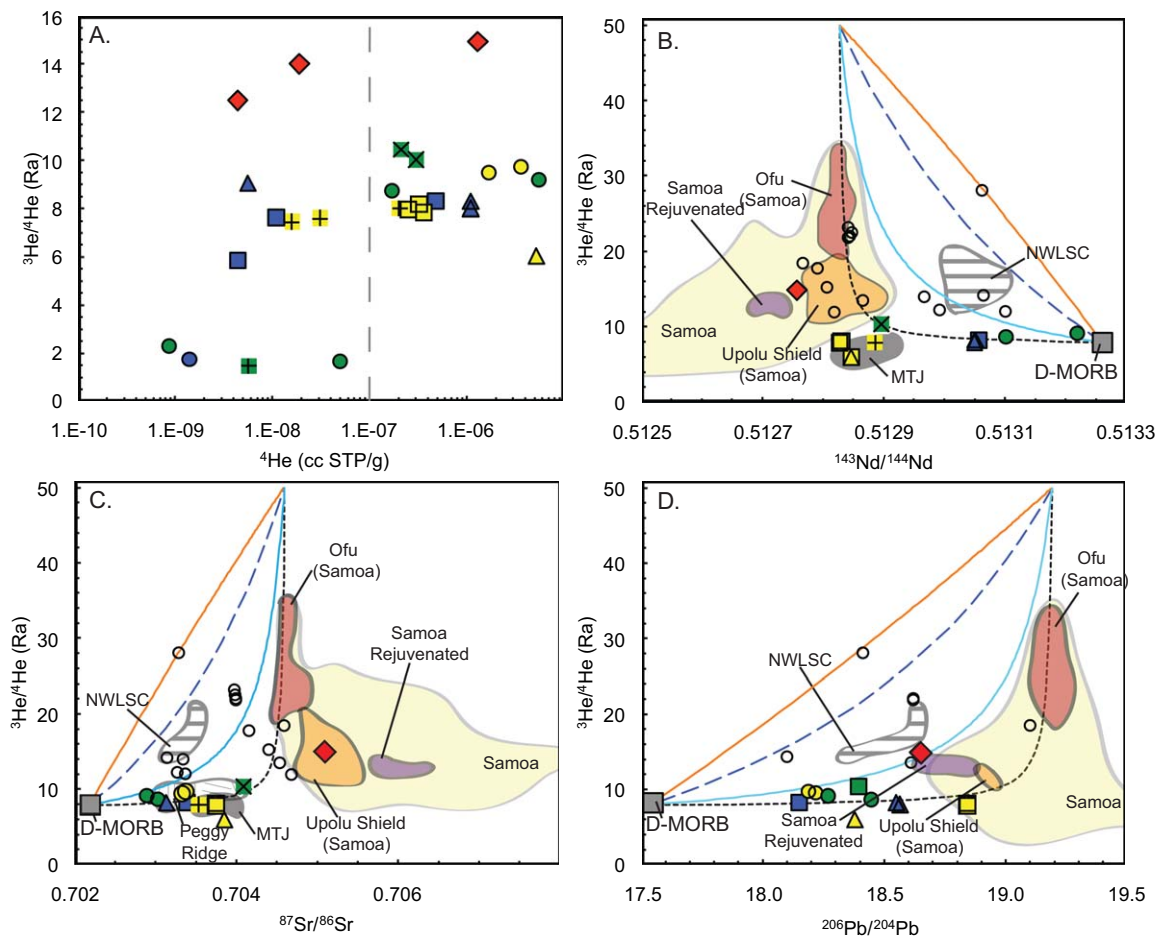 A.
16
14
12
10
8
6
4
2
0
³He/⁴He (Ra)
1.E-10 1.E-09 1.E-08 1.E-07 1.E-06
⁴He (cc STP/g)
B.
50
40
30
20
10
0
³He/⁴He (Ra)
Ofu
(Samoa)
Samoa
Rejuvenated
NWLSC
Samoa
Upolu Shield
(Samoa)
MTJ
D-MORB
0.5125 0.5127 0.5129 0.5131 0.5133
¹⁴³Nd/¹⁴⁴Nd
C.
50
40
30
20
10
0
³He/⁴He (Ra)
Ofu
(Samoa)
Samoa
Rejuvenated
NWLSC
Samoa
D-MORB
Peggy
Ridge
MTJ
Upolu Shield
(Samoa)
0.702 0.704 0.706
⁸⁷Sr/⁸⁶Sr
D.
50
40
30
20
10
0
³He/⁴He (Ra)
Ofu
(Samoa)
NWLSC
Samoa
D-MORB
Samoa
Rejuvenated
Upolu Shield
(Samoa)
17.5 18.0 18.5 19.0 19.5
²⁰⁶Pb/²⁰⁴Pb